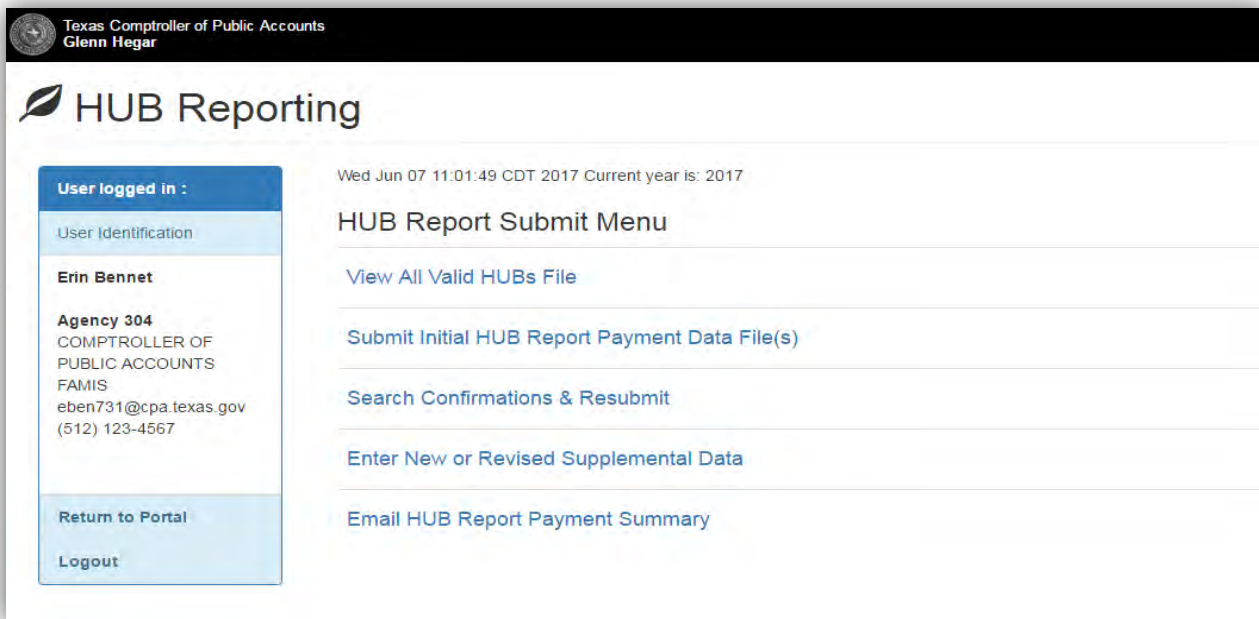 Texas Comptroller of Public Accounts
Glenn Hegar
HUB Reporting
User logged in :
User Identification
Erin Bennet
Agency 304
COMPTROLLER OF
PUBLIC ACCOUNTS
FAMIS
eben731@cpa.texas.gov
(512) 123-4567
Return to Portal
Logout
Wed Jun 07 11:01:49 CDT 2017 Current year is: 2017
HUB Report Submit Menu
View All Valid HUBs File
Submit Initial HUB Report Payment Data File(s)
Search Confirmations & Resubmit
Enter New or Revised Supplemental Data
Email HUB Report Payment Summary